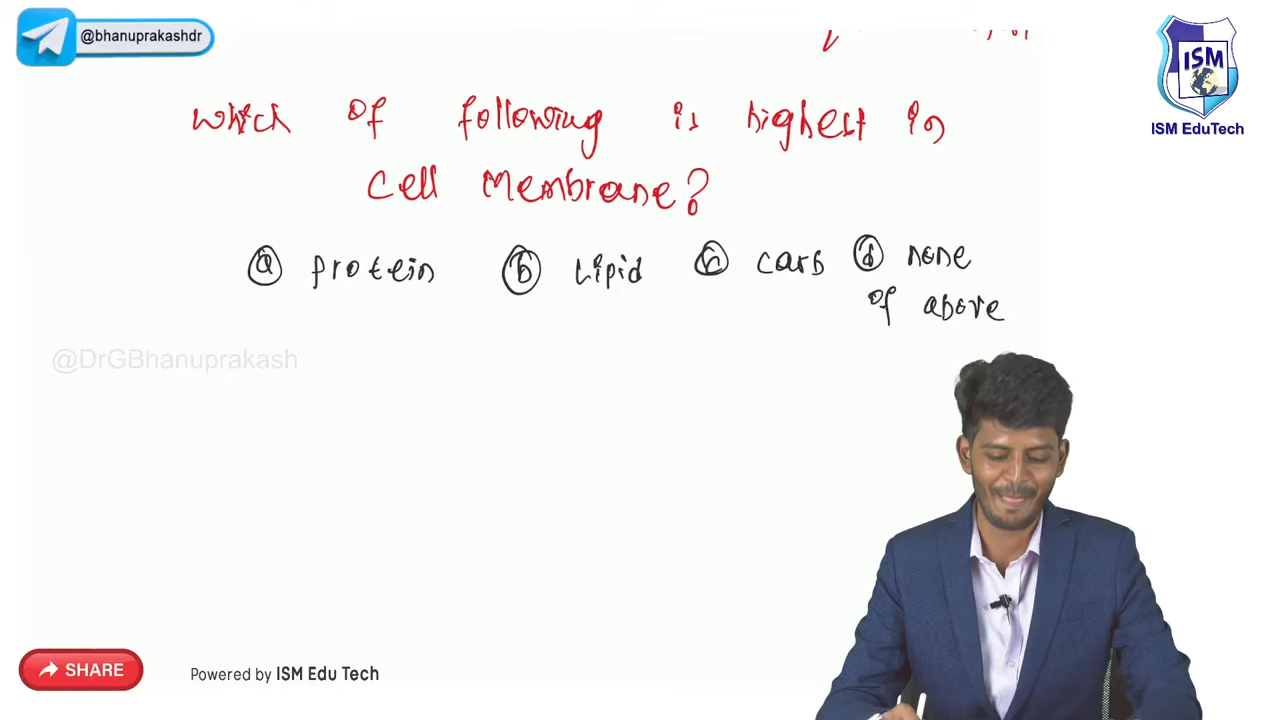 @bhanuprakashdr
ISM
ISM EduTech
which of following is highest in
cell Membrane?
a protein b Lipid c carb d none
of above
@DrGBhanuprakash
SHARE
Powered by ISM Edu Tech